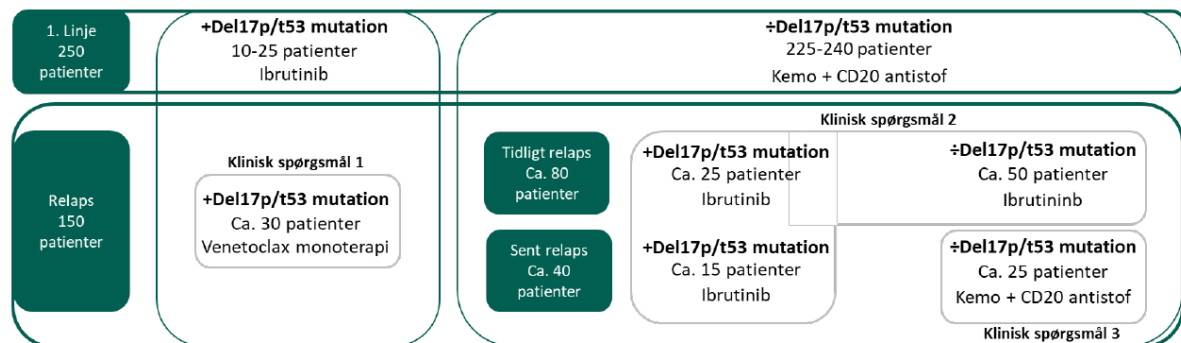 1. Linje
250
patienter
+Del17p/t53 mutation
10-25 patienter
Ibrutinib
÷Del17p/t53 mutation
225-240 patienter
Kemo + CD20 antistof
Relaps
150
patienter
Klinisk spørgsmål 1
+Del17p/t53 mutation
Ca. 30 patienter
Venetoclax monoterapi
Klinisk spørgsmål 2
Tidligt relaps
Ca. 80
patienter
+Del17p/t53 mutation
Ca. 25 patienter
Ibrutinib
÷Del17p/t53 mutation
Ca. 50 patienter
Ibrutininb
Sent relaps
Ca. 40
patienter
+Del17p/t53 mutation
Ca. 15 patienter
Ibrutinib
÷Del17p/t53 mutation
Ca. 25 patienter
Kemo + CD20 antistof
Klinisk spørgsmål 3